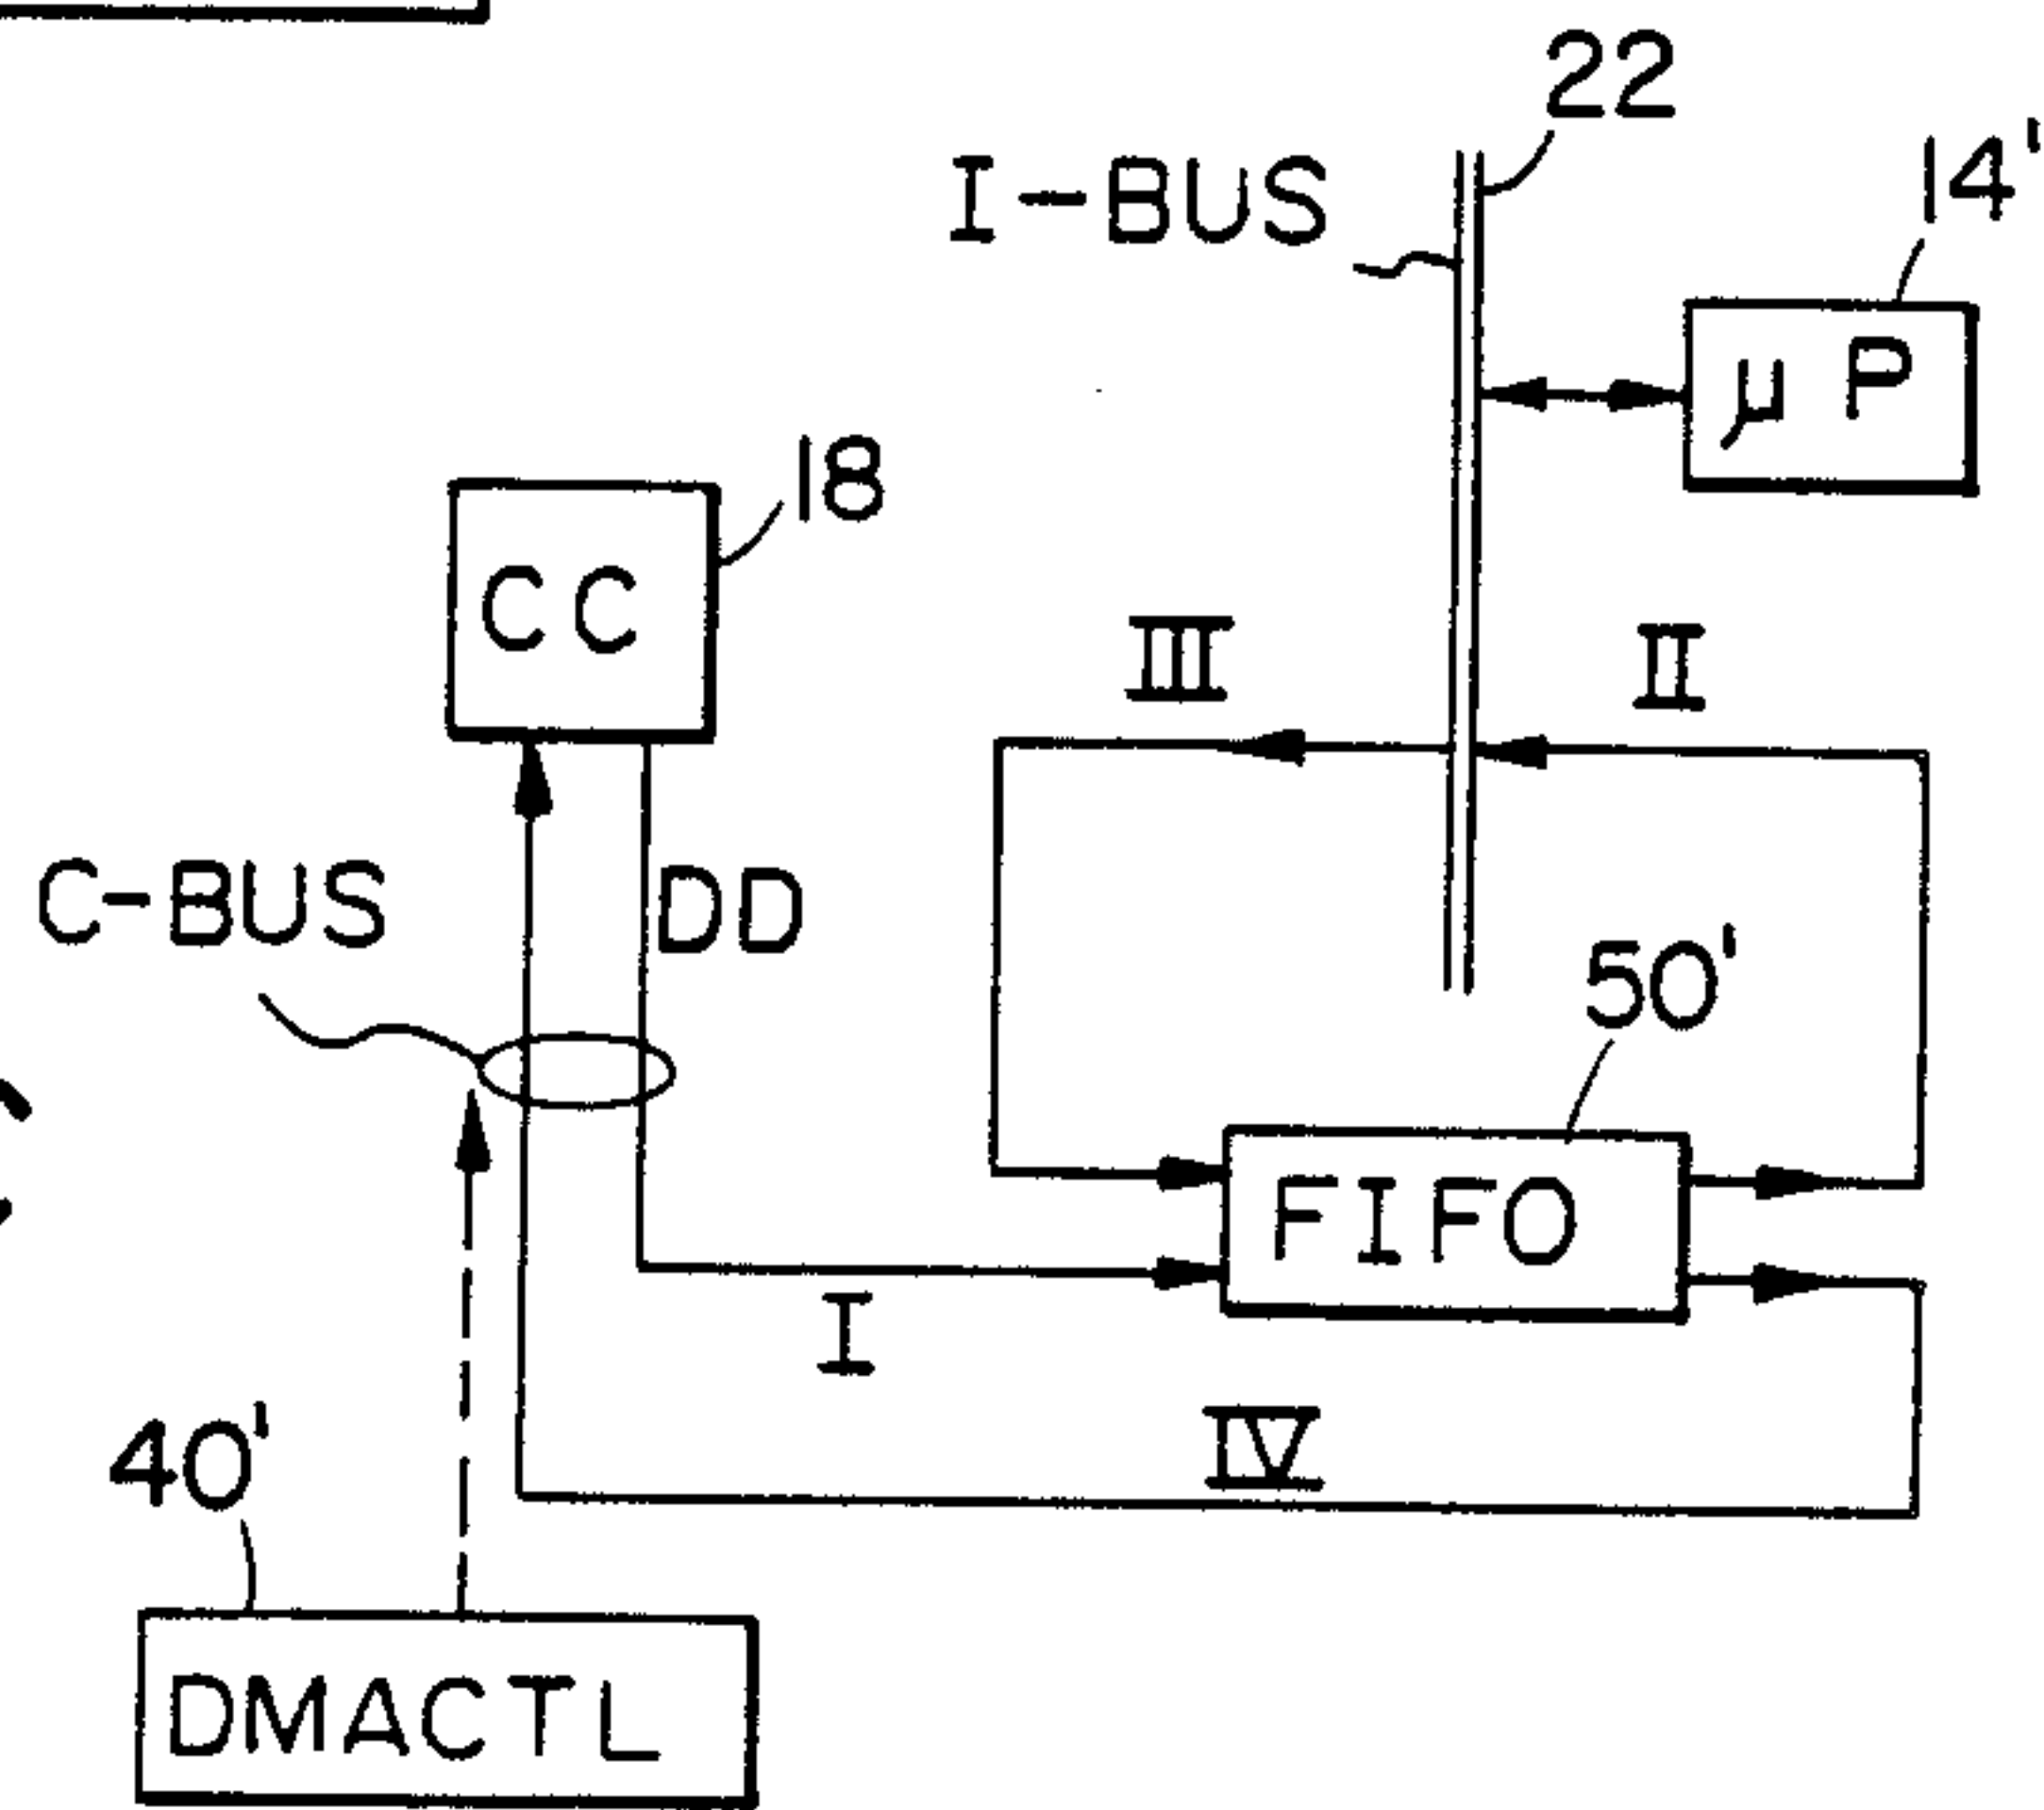 22
I-BUS
14'
μP
18
CC
III
II
C-BUS
DD
50'
FIFO
I
IV
40'
DMACTL